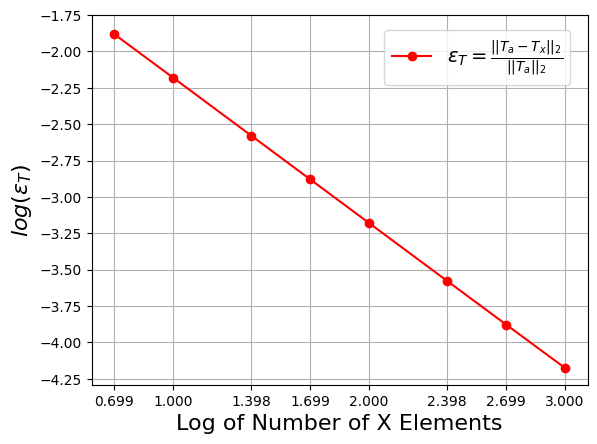 −1.75
−2.00
−2.25
−2.50
−2.75
−3.00
−3.25
−3.50
−3.75
−4.00
−4.25
log(ε_T)
ε_T = ||T_a − T_x||_2 / ||T_a||_2
0.699 1.000 1.398 1.699 2.000 2.398 2.699 3.000
Log of Number of X Elements